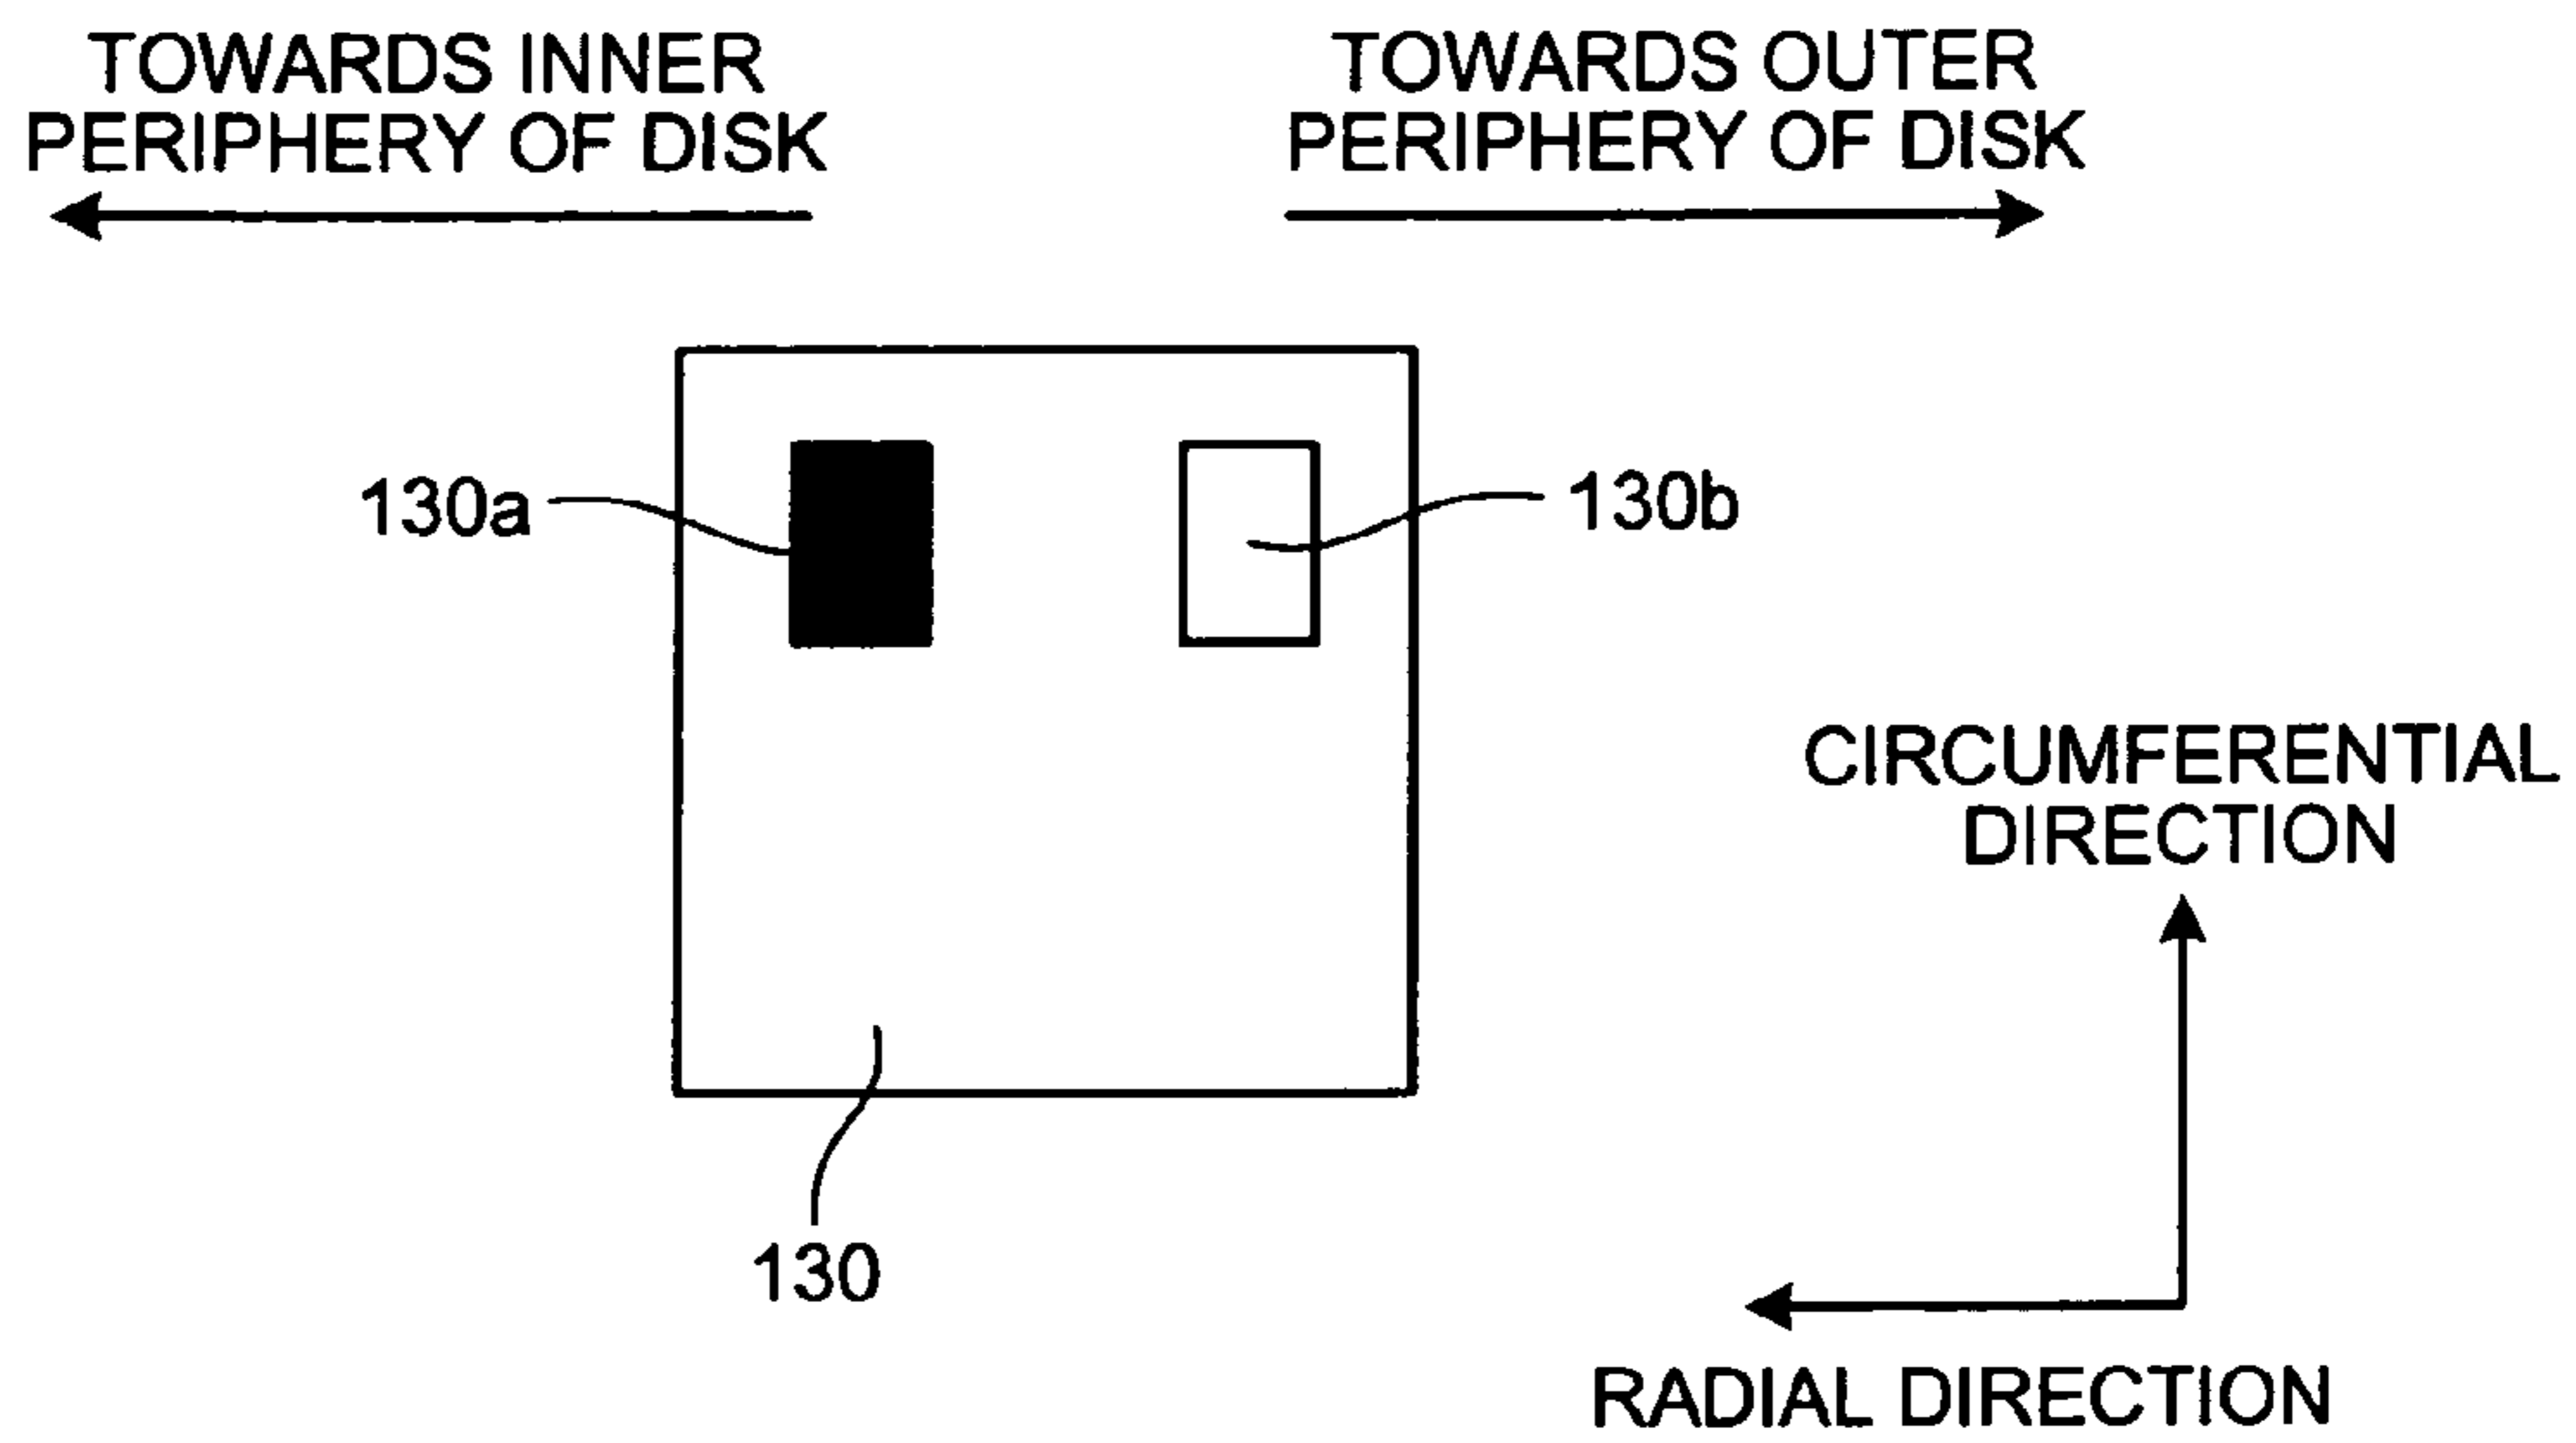 TOWARDS INNER
PERIPHERY OF DISK
TOWARDS OUTER
PERIPHERY OF DISK
130a
130b
CIRCUMFERENTIAL
DIRECTION
130
RADIAL DIRECTION